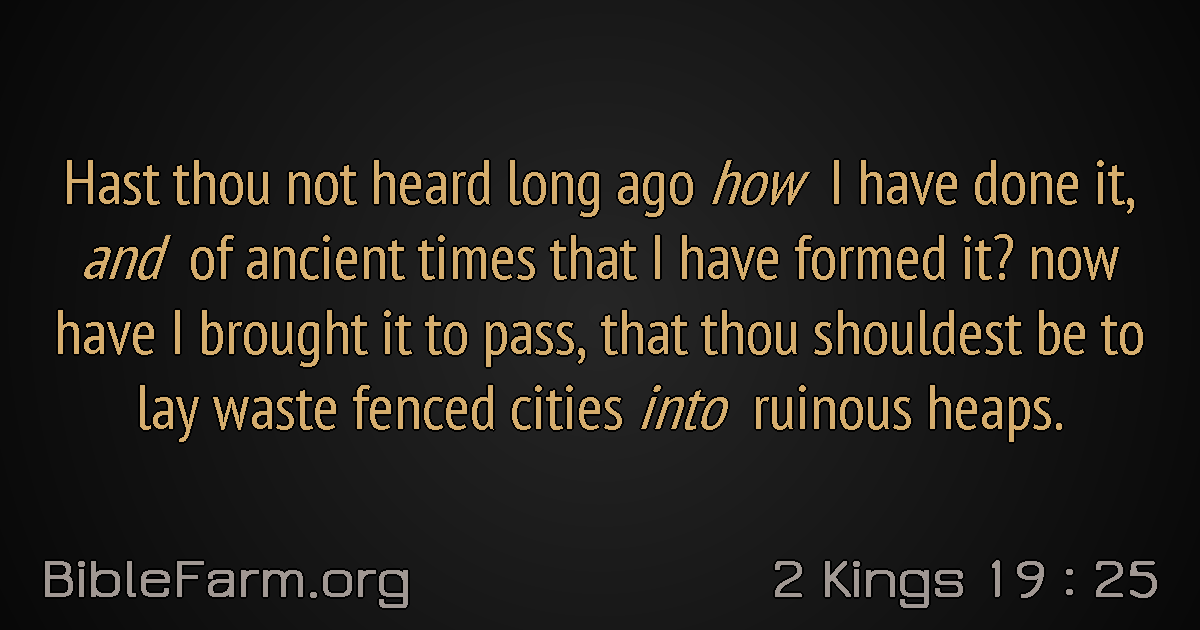 Hast thou not heard long ago how I have done it,
and of ancient times that I have formed it? now
have I brought it to pass, that thou shouldest be to
lay waste fenced cities into ruinous heaps.
BibleFarm.org
2 Kings 19 : 25